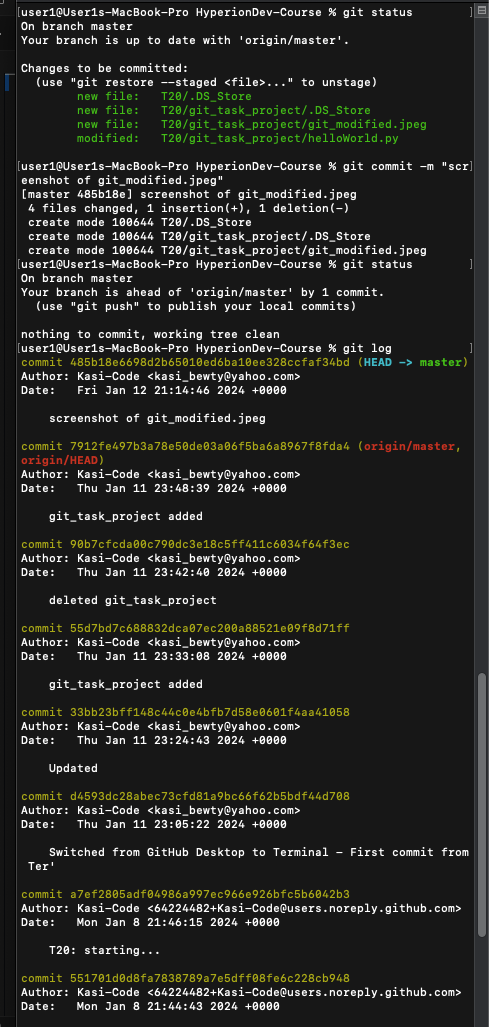 [user1@User1s-MacBook-Pro HyperionDev-Course % git status ]
On branch master
Your branch is up to date with 'origin/master'.
Changes to be committed:
(use "git restore --staged <file>..." to unstage)
new file: T20/.DS_Store
new file: T20/git_task_project/.DS_Store
new file: T20/git_task_project/git_modified.jpeg
modified: T20/git_task_project/helloWorld.py
[user1@User1s-MacBook-Pro HyperionDev-Course % git commit -m "scr]
eenshot of git_modified.jpeg"
[master 485b18e] screenshot of git_modified.jpeg
4 files changed, 1 insertion(+), 1 deletion(-)
create mode 100644 T20/.DS_Store
create mode 100644 T20/git_task_project/.DS_Store
create mode 100644 T20/git_task_project/git_modified.jpeg
[user1@User1s-MacBook-Pro HyperionDev-Course % git status ]
On branch master
Your branch is ahead of 'origin/master' by 1 commit.
(use "git push" to publish your local commits)
nothing to commit, working tree clean
[user1@User1s-MacBook-Pro HyperionDev-Course % git log ]
commit 485b18e6698d2b65010ed6ba10ee328ccfaf34bd (HEAD -> master)
Author: Kasi-Code <kasi_bewty@yahoo.com>
Date: Fri Jan 12 21:14:46 2024 +0000
screenshot of git_modified.jpeg
commit 7912fe497b3a78e50de03a06f5ba6a8967f8fda4 (origin/master,
origin/HEAD)
Author: Kasi-Code <kasi_bewty@yahoo.com>
Date: Thu Jan 11 23:48:39 2024 +0000
git_task_project added
commit 90b7cfcda00c790dc3e18c5ff411c6034f64f3ec
Author: Kasi-Code <kasi_bewty@yahoo.com>
Date: Thu Jan 11 23:42:40 2024 +0000
deleted git_task_project
commit 55d7bd7c688832dca07ec200a88521e09f8d71ff
Author: Kasi-Code <kasi_bewty@yahoo.com>
Date: Thu Jan 11 23:33:08 2024 +0000
git_task_project added
commit 33bb23bff148c44c0e4bfb7d58e0601f4aa41058
Author: Kasi-Code <kasi_bewty@yahoo.com>
Date: Thu Jan 11 23:24:43 2024 +0000
Updated
commit d4593dc28abec73cfd81a9bc66f62b5bdf44d708
Author: Kasi-Code <kasi_bewty@yahoo.com>
Date: Thu Jan 11 23:05:22 2024 +0000
Switched from GitHub Desktop to Terminal - First commit from
Ter'
commit a7ef2805adf04986a997ec966e926bfc5b6042b3
Author: Kasi-Code <64224482+Kasi-Code@users.noreply.github.com>
Date: Mon Jan 8 21:46:15 2024 +0000
T20: starting...
commit 551701d0d8fa7838789a7e5dff08fe6c228cb948
Author: Kasi-Code <64224482+Kasi-Code@users.noreply.github.com>
Date: Mon Jan 8 21:44:43 2024 +0000